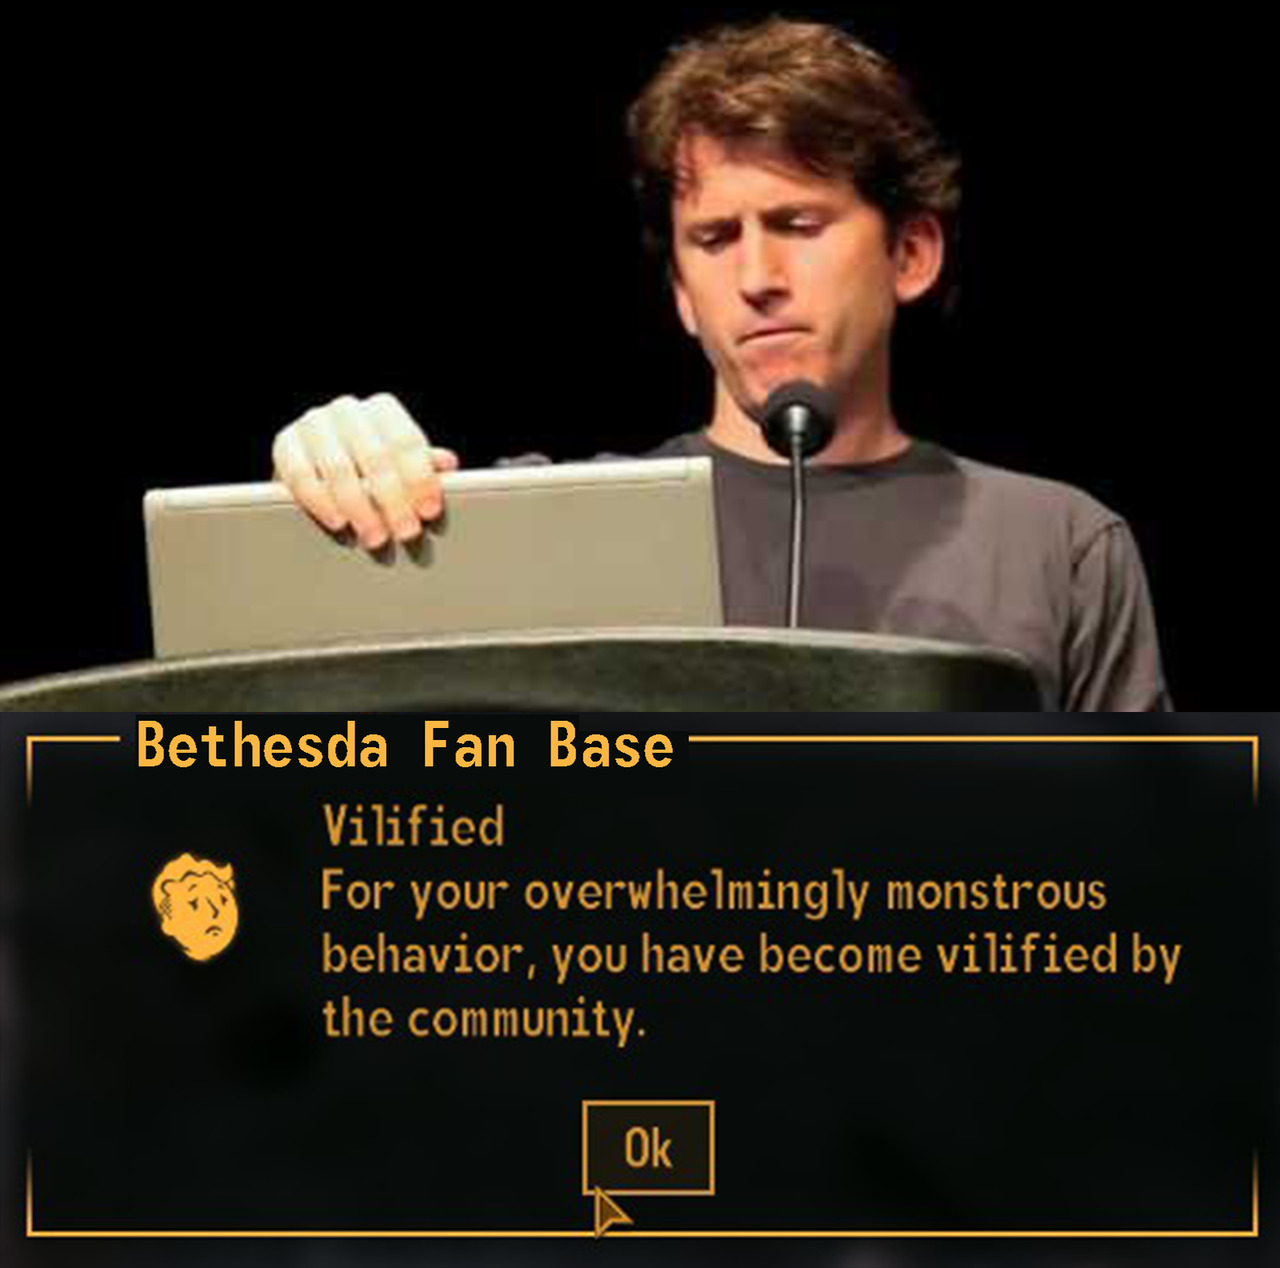 Bethesda Fan Base
Vilified
For your overwhelmingly monstrous
behavior, you have become vilified by
the community.
Ok